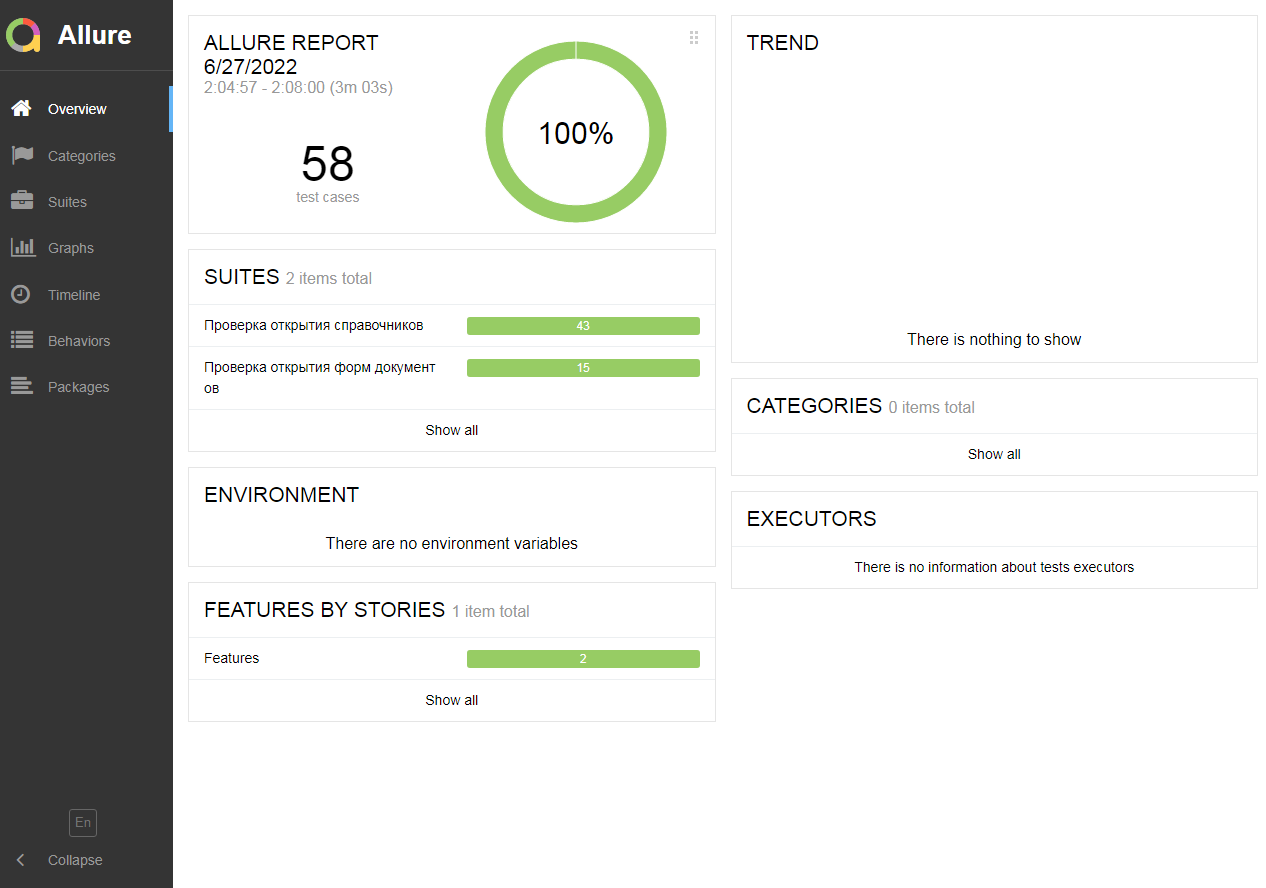 Allure
Overview
Categories
Suites
Graphs
Timeline
Behaviors
Packages
En
Collapse
ALLURE REPORT
6/27/2022
2:04:57 - 2:08:00 (3m 03s)
58
test cases
100%
SUITES 2 items total
Проверка открытия справочников 43
Проверка открытия форм документ 15
ов
Show all
ENVIRONMENT
There are no environment variables
FEATURES BY STORIES 1 item total
Features 2
Show all
TREND
There is nothing to show
CATEGORIES 0 items total
Show all
EXECUTORS
There is no information about tests executors